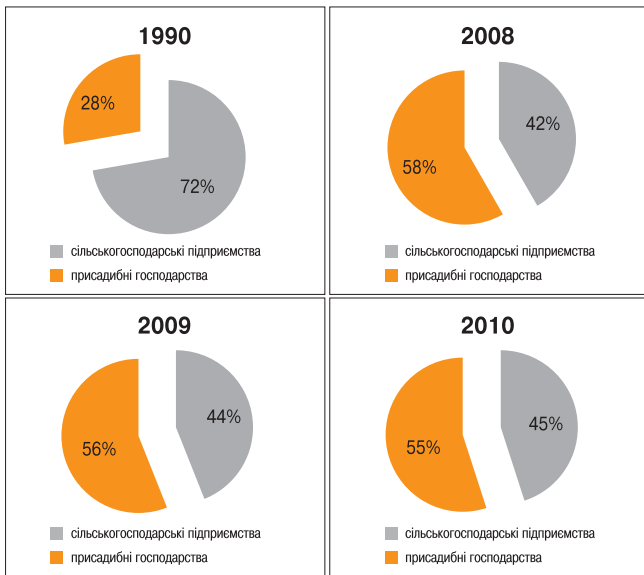 1990
28%
72%
сільськогосподарські підприємства
присадибні господарства
2008
42%
58%
сільськогосподарські підприємства
присадибні господарства
2009
44%
56%
сільськогосподарські підприємства
присадибні господарства
2010
45%
55%
сільськогосподарські підприємства
присадибні господарства